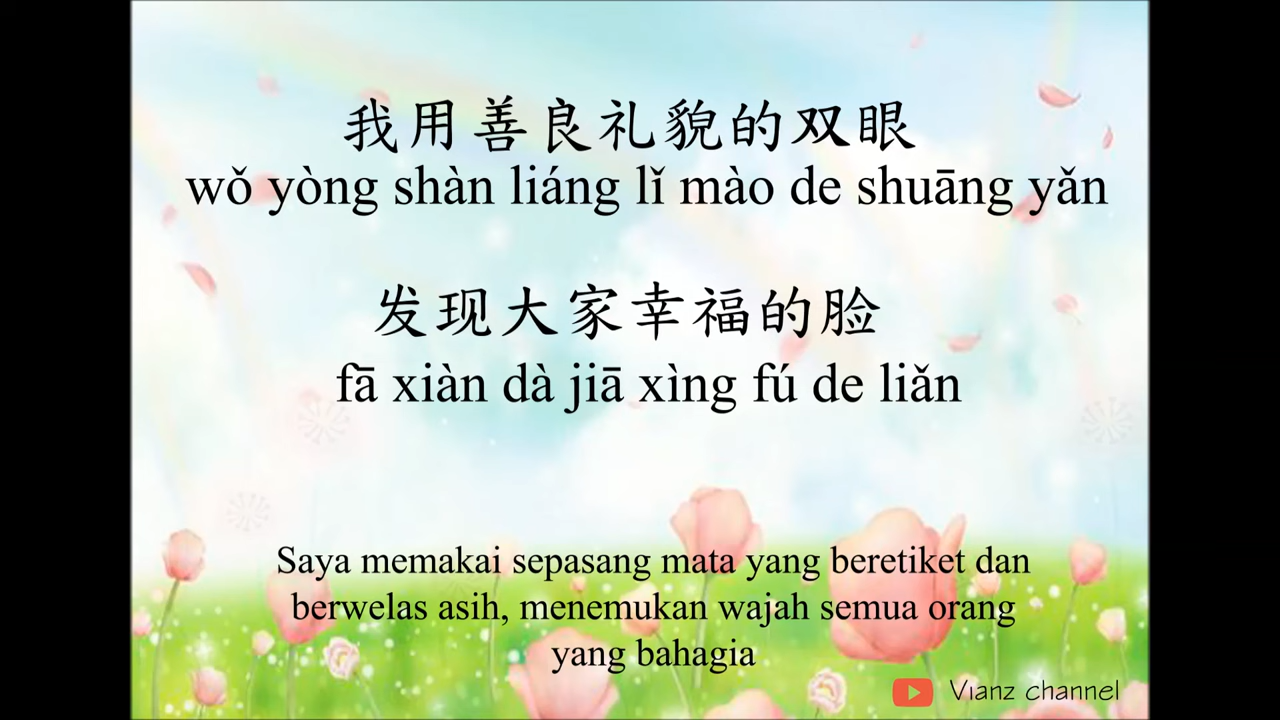 我用善良礼貌的双眼
wǒ yòng shàn liáng lǐ mào de shuāng yǎn
发现大家幸福的脸
fā xiàn dà jiā xìng fú de liǎn
Saya memakai sepasang mata yang beretiket dan
berwelas asih, menemukan wajah semua orang
yang bahagia
Vianz channel